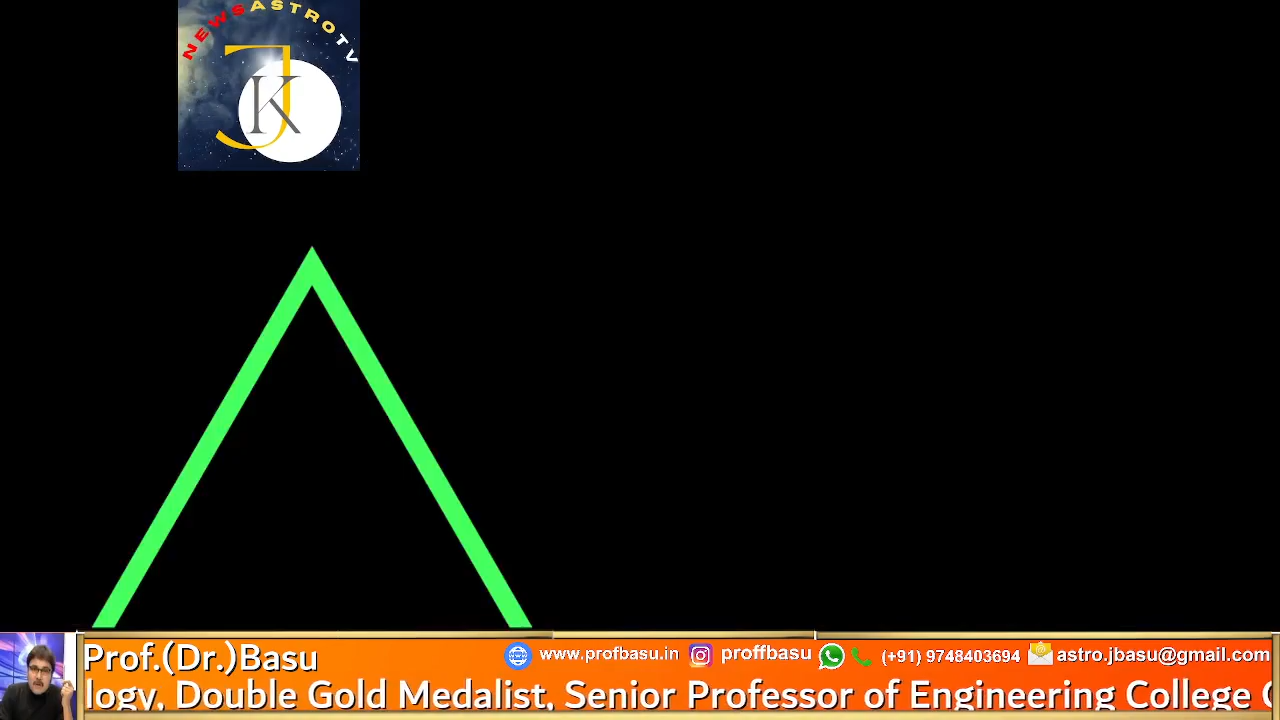 NEWSASTROTV
JK
Prof.(Dr.)Basu
www.profbasu.in proffbasu (+91) 9748403694 astro.jbasu@gmail.com
logy, Double Gold Medalist, Senior Professor of Engineering College